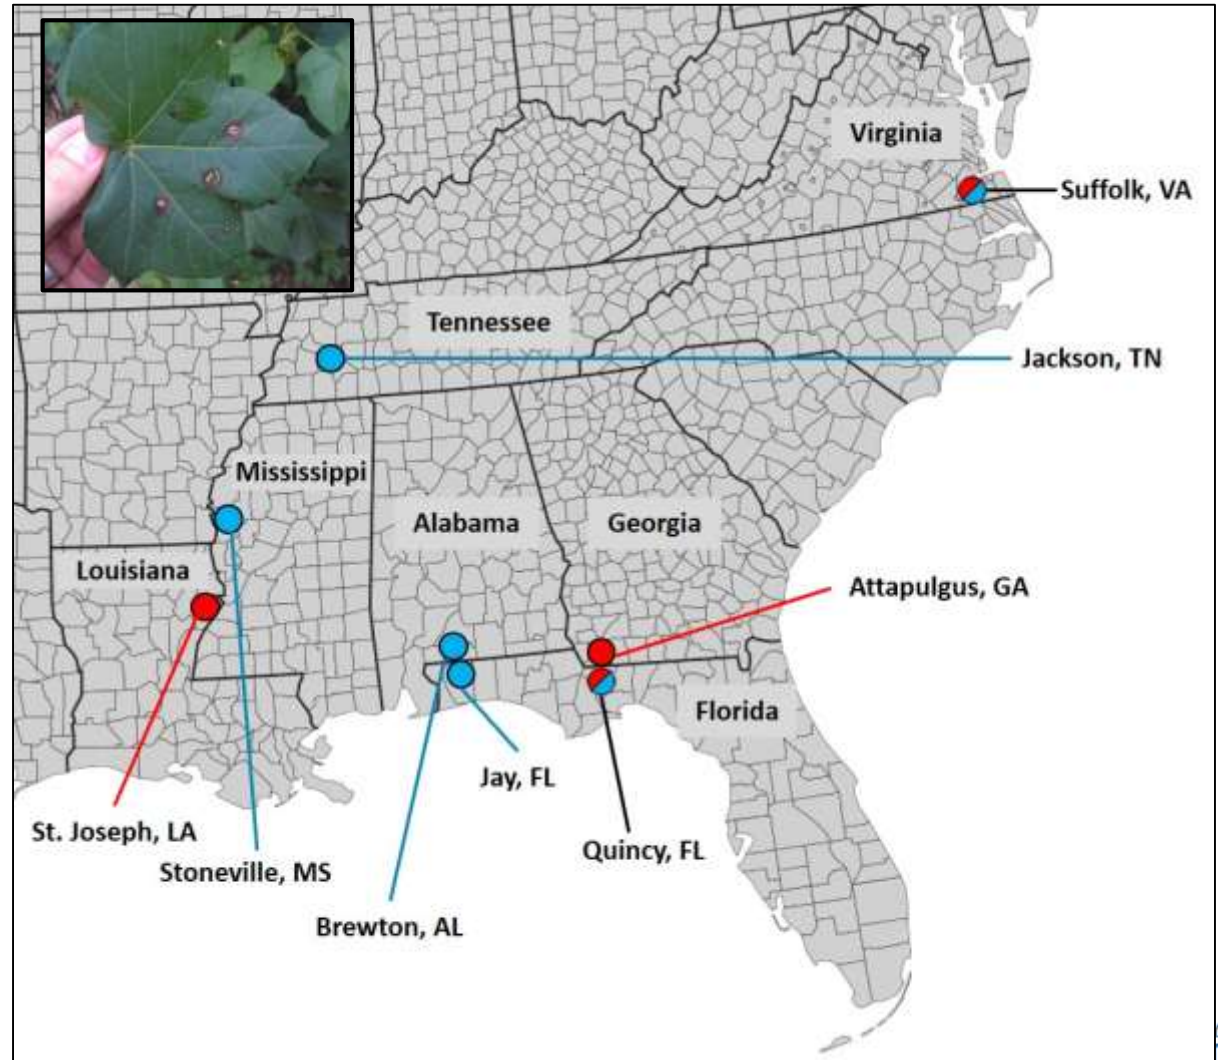 Virginia
Suffolk, VA
Tennessee
Jackson, TN
Mississippi
Alabama
Georgia
Louisiana
Attapulgus, GA
Florida
Jay, FL
St. Joseph, LA
Quincy, FL
Stoneville, MS
Brewton, AL